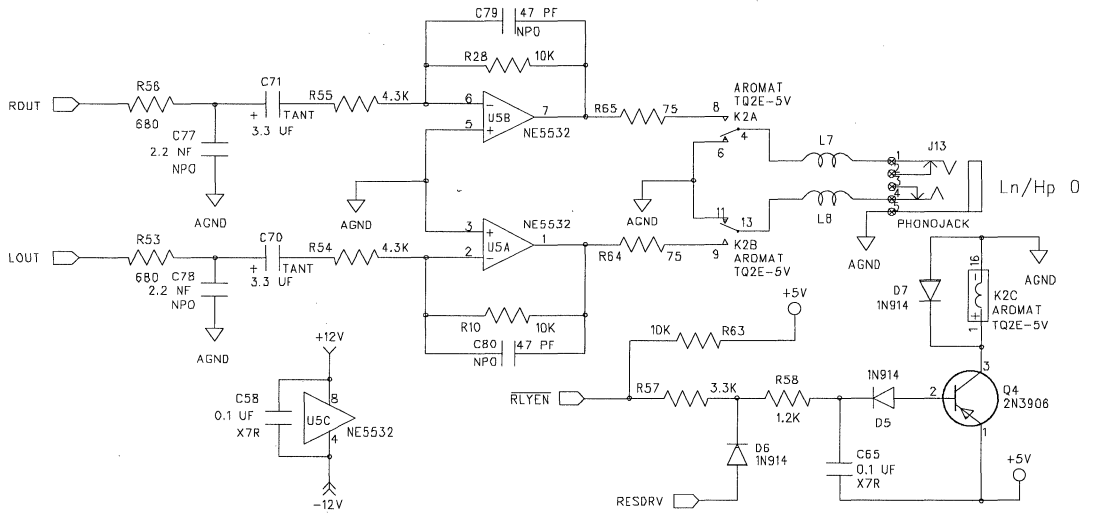 C79 47 PF
NPO
R28 10K
R56
680
C71
+ TANT
3.3 UF
R55 4.3K
RDUT
C77
2.2 NF
NPO
AGND
6 -
5 +
U5B
7
NE5532
R65 75
8
AROMAT
TQ2E-5V
K2A
4
6
L7
J13
1
2
3
4
5
Ln/Hp O
PHONOJACK
AGND
AGND
AGND
L8
11
13
K2B
9
AROMAT
TQ2E-5V
NE5532
3 +
2 -
U5A
1
R64 75
LOUT
R53
680
C70
+ TANT
3.3 UF
R54 4.3K
C78
2.2 NF
NPO
AGND
R10 10K
C80 47 PF
NPO
+12V
C58
0.1 UF
X7R
8
U5C
4
NE5532
-12V
+5V
10K R63
RLYEN
R57 3.3K
R58
1.2K
1N914
D5
D6
1N914
RESDRV
C65
0.1 UF
X7R
D7
1N914
16
-
+
1
K2C
AROMAT
TQ2E-5V
AGND
3
2
1
Q4
2N3906
+5V